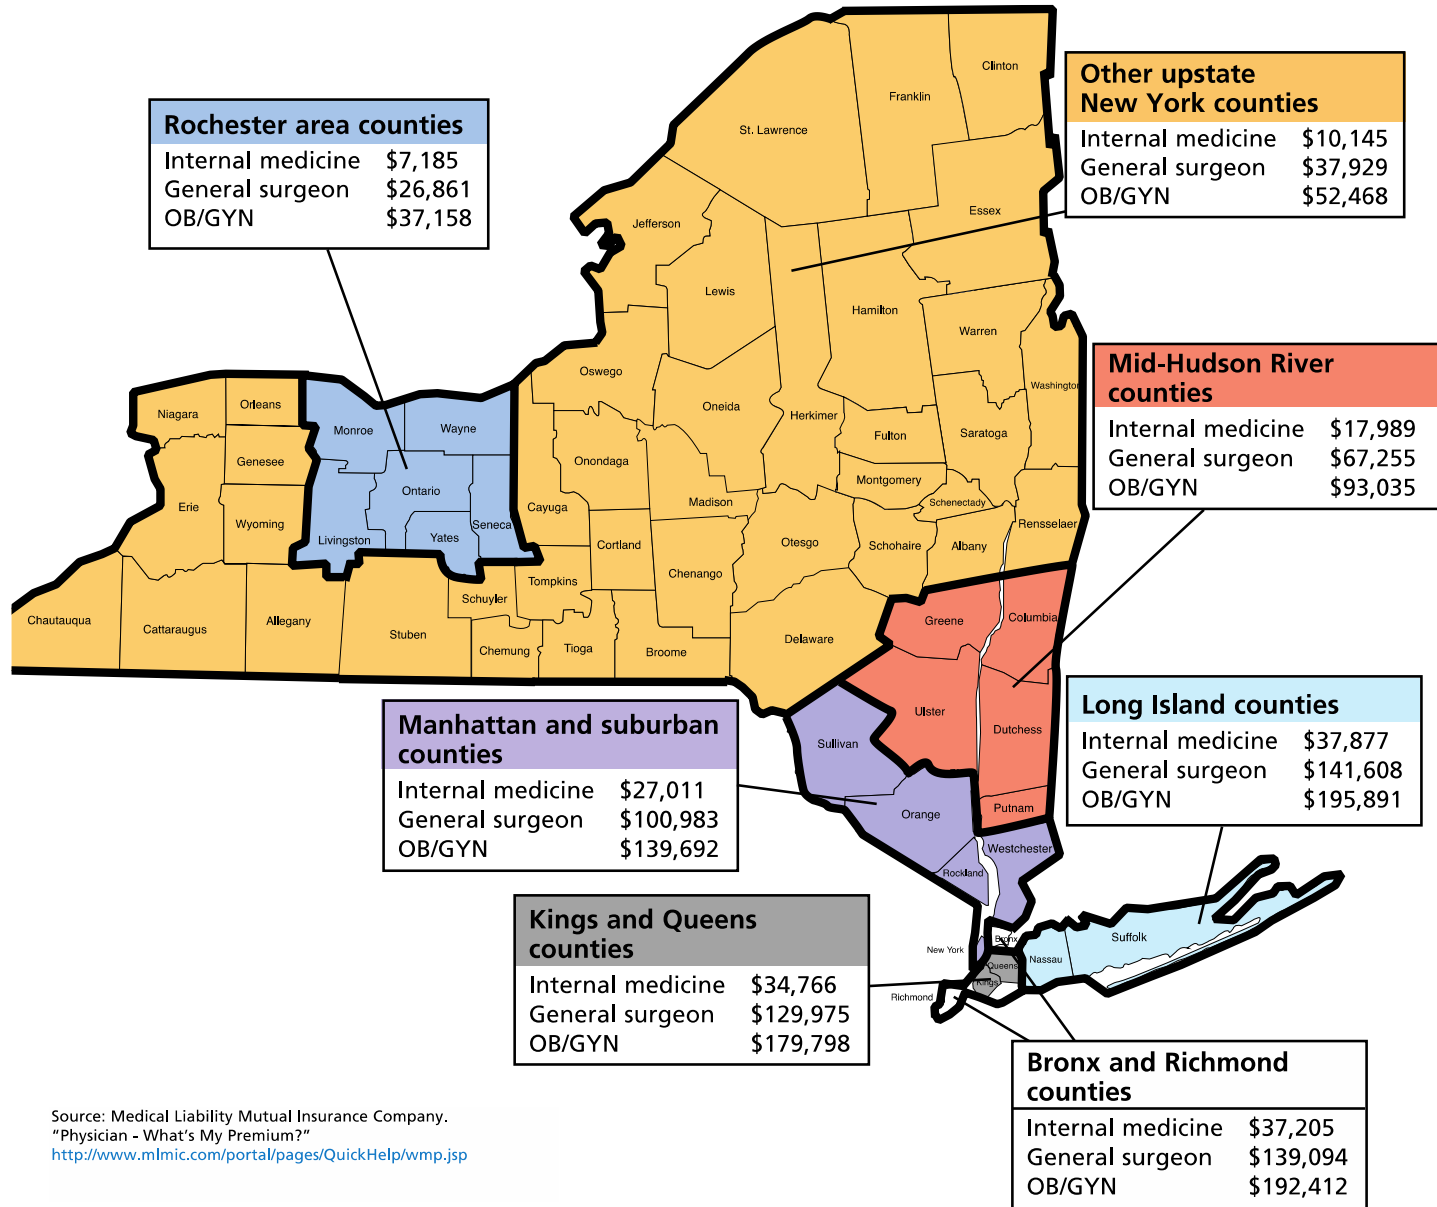 Rochester area counties
Internal medicine $7,185
General surgeon $26,861
OB/GYN $37,158
Other upstate
New York counties
Internal medicine $10,145
General surgeon $37,929
OB/GYN $52,468
Mid-Hudson River
counties
Internal medicine $17,989
General surgeon $67,255
OB/GYN $93,035
Manhattan and suburban
counties
Internal medicine $27,011
General surgeon $100,983
OB/GYN $139,692
Long Island counties
Internal medicine $37,877
General surgeon $141,608
OB/GYN $195,891
Kings and Queens
counties
Internal medicine $34,766
General surgeon $129,975
OB/GYN $179,798
Bronx and Richmond
counties
Internal medicine $37,205
General surgeon $139,094
OB/GYN $192,412
Clinton
Franklin
St. Lawrence
Essex
Jefferson
Lewis
Hamilton
Warren
Washington
Oswego
Oneida
Herkimer
Fulton
Saratoga
Niagara
Orleans
Monroe
Wayne
Genesee
Onondaga
Montgomery
Ontario
Madison
Schenectady
Erie
Wyoming
Cayuga
Seneca
Rensselaer
Livingston
Yates
Cortland
Otesgo
Schohaire
Albany
Chenango
Tompkins
Schuyler
Chautauqua
Cattaraugus
Allegany
Stuben
Chemung
Tioga
Broome
Delaware
Greene
Columbia
Ulster
Dutchess
Sullivan
Orange
Putnam
Westchester
Rockland
New York
Bronx
Queens
Kings
Richmond
Nassau
Suffolk
Source: Medical Liability Mutual Insurance Company.
"Physician - What's My Premium?"
http://www.mlmic.com/portal/pages/QuickHelp/wmp.jsp